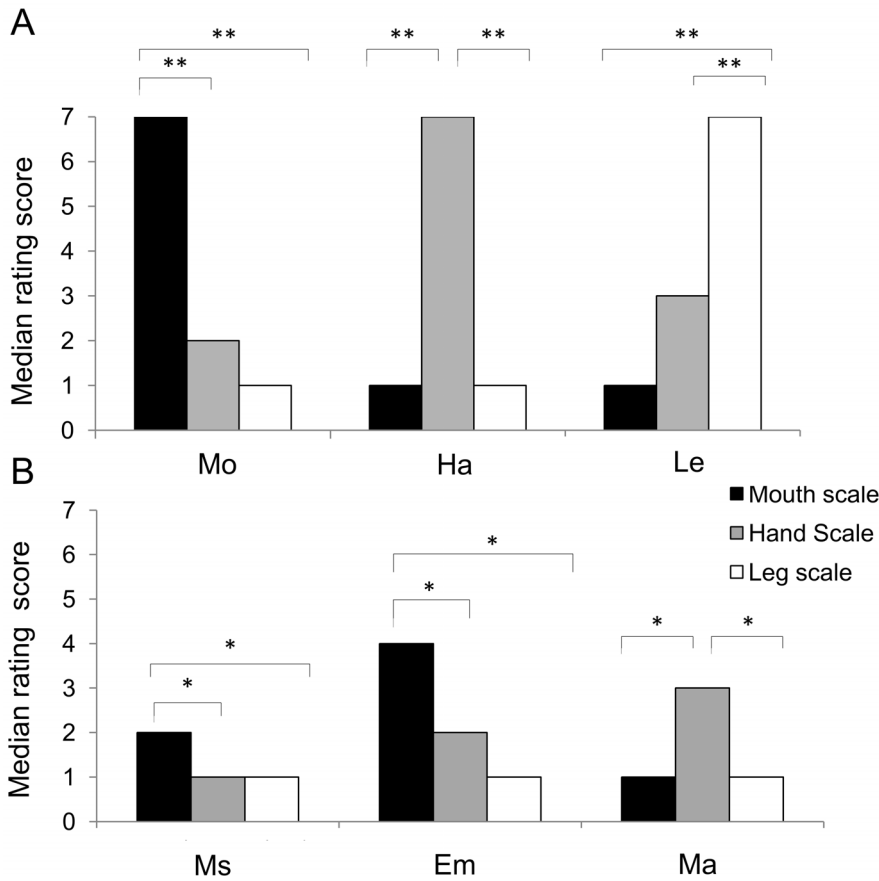 A
** ** ** **
** **
7
6
5
4
3
2
1
0
Median rating score
Mo Ha Le
B
Mouth scale
Hand Scale
Leg scale
7
6
5
4
3
2
1
0
Median rating score
*
*
* *
*
*
Ms Em Ma